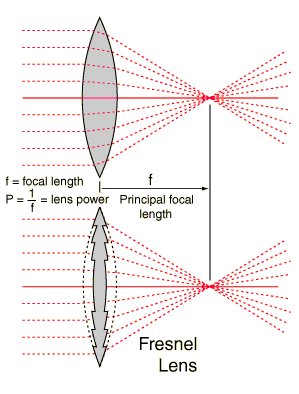 f
f = focal length
P = 1/f = lens power
Principal focal
length
Fresnel
Lens